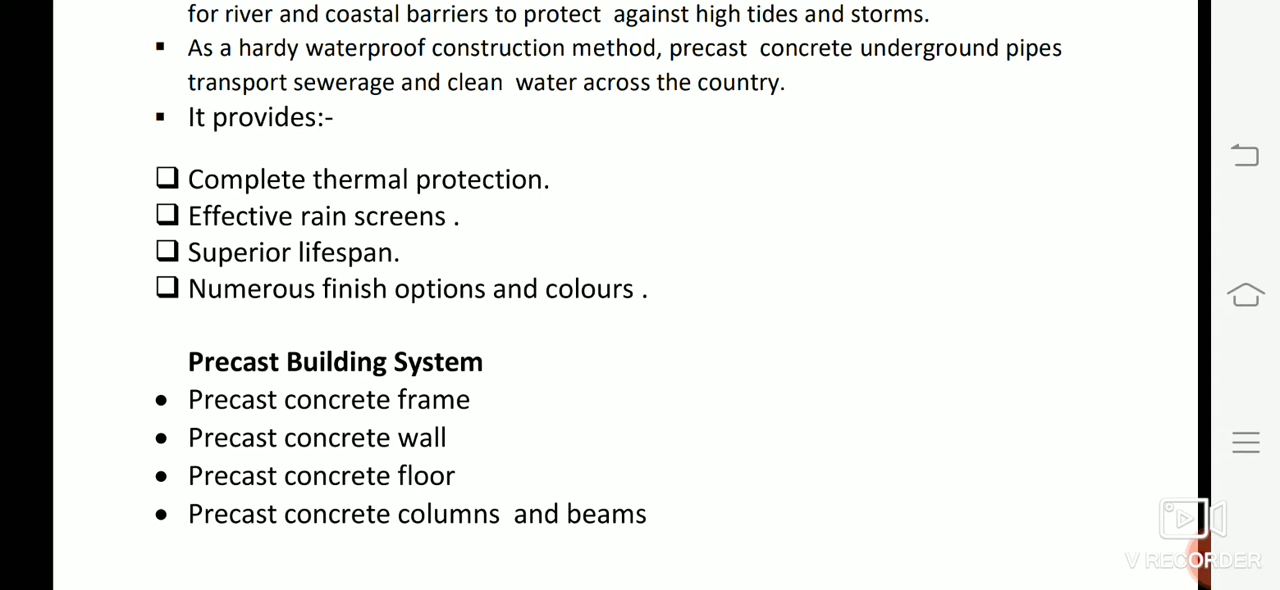 for river and coastal barriers to protect  against high tides and storms.
▪ As a hardy waterproof construction method, precast  concrete underground pipes
transport sewerage and clean  water across the country.
▪ It provides:-
❑ Complete thermal protection.
❑ Effective rain screens .
❑ Superior lifespan.
❑ Numerous finish options and colours .
Precast Building System
• Precast concrete frame
• Precast concrete wall
• Precast concrete floor
• Precast concrete columns  and beams
V RECORDER